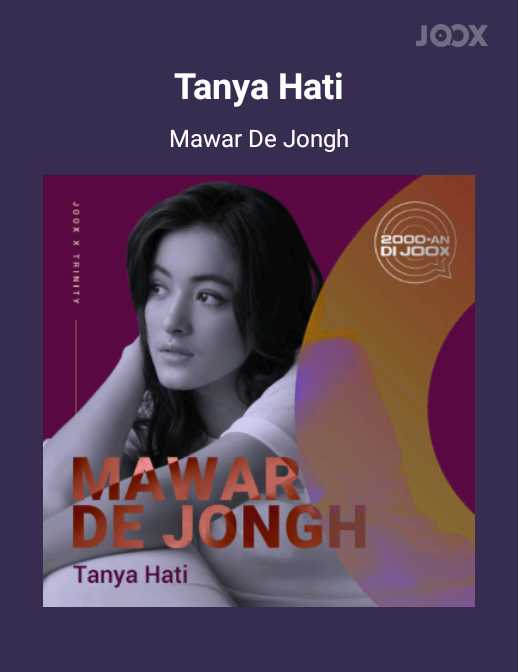 JOOX
Tanya Hati
Mawar De Jongh
JOOX X TRINITY
2000-AN
DI JOOX
MAWAR
DE JONGH
Tanya Hati